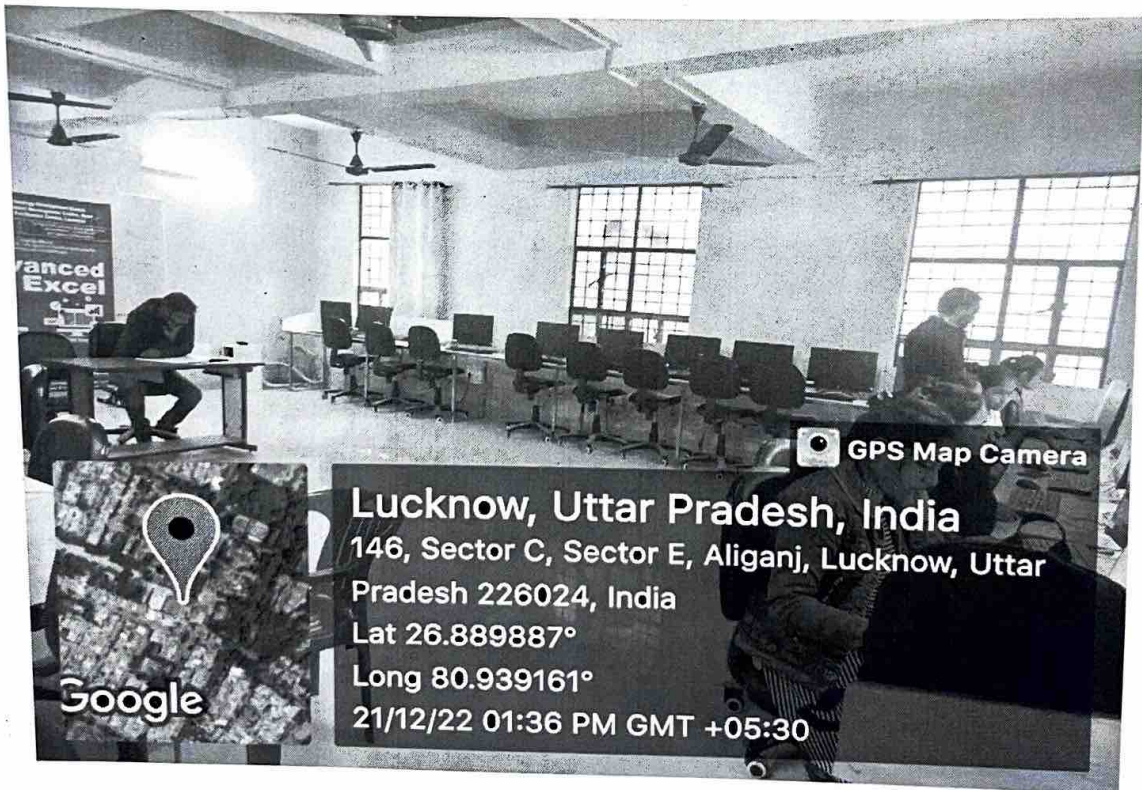 vanced
Excel
GPS Map Camera
Lucknow, Uttar Pradesh, India
146, Sector C, Sector E, Aliganj, Lucknow, Uttar
Pradesh 226024, India
Lat 26.889887°
Long 80.939161°
21/12/22 01:36 PM GMT +05:30
Google